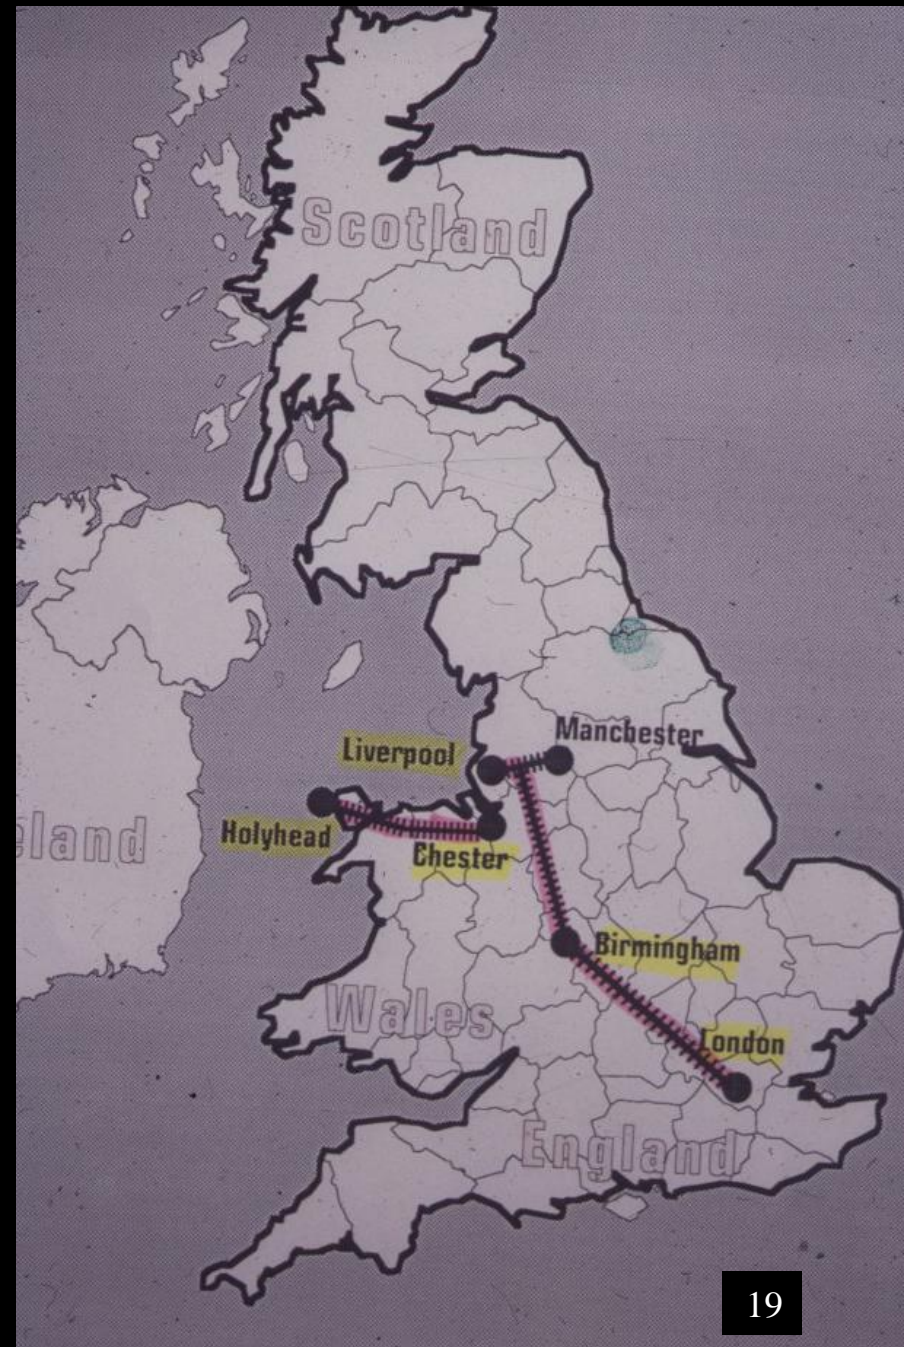 Scotland
Manchester
Liverpool
Holyhead
eland
Chester
Birmingham
Wales
London
England
19